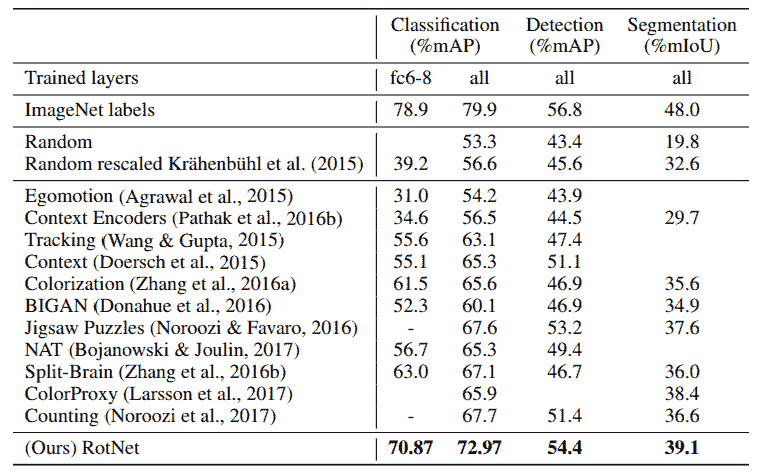 Classification Detection Segmentation
(%mAP) (%mAP) (%mIoU)
Trained layers fc6-8 all all all
ImageNet labels 78.9 79.9 56.8 48.0
Random 53.3 43.4 19.8
Random rescaled Krähenbühl et al. (2015) 39.2 56.6 45.6 32.6
Egomotion (Agrawal et al., 2015) 31.0 54.2 43.9
Context Encoders (Pathak et al., 2016b) 34.6 56.5 44.5 29.7
Tracking (Wang & Gupta, 2015) 55.6 63.1 47.4
Context (Doersch et al., 2015) 55.1 65.3 51.1
Colorization (Zhang et al., 2016a) 61.5 65.6 46.9 35.6
BIGAN (Donahue et al., 2016) 52.3 60.1 46.9 34.9
Jigsaw Puzzles (Noroozi & Favaro, 2016) - 67.6 53.2 37.6
NAT (Bojanowski & Joulin, 2017) 56.7 65.3 49.4
Split-Brain (Zhang et al., 2016b) 63.0 67.1 46.7 36.0
ColorProxy (Larsson et al., 2017) 65.9 38.4
Counting (Noroozi et al., 2017) - 67.7 51.4 36.6
(Ours) RotNet 70.87 72.97 54.4 39.1